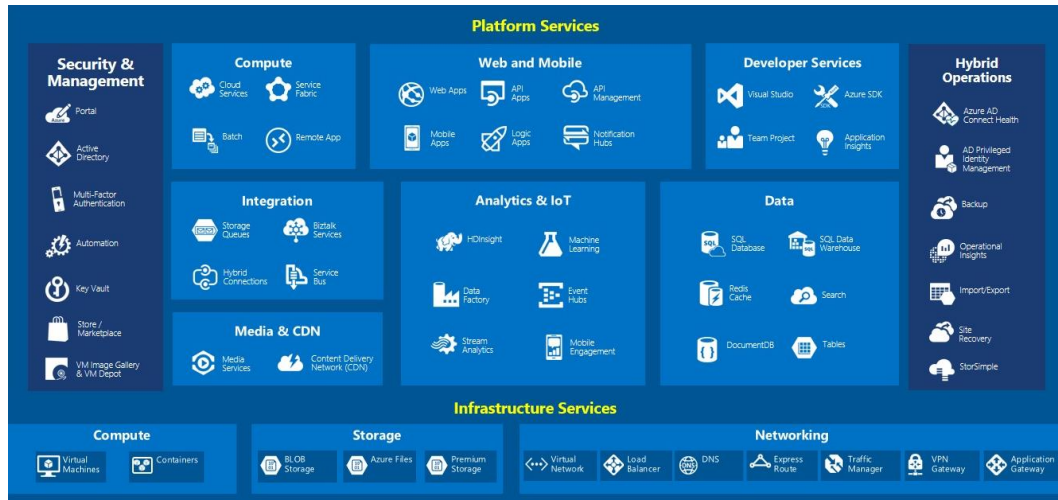 Platform Services
Security &
Management
Portal
Active
Directory
Multi-Factor
Authentication
Automation
Key Vault
Store /
Marketplace
VM Image Gallery
& VM Depot
Compute
Cloud
Services
Service
Fabric
Batch
Remote App
Web and Mobile
Web Apps
API
Apps
API
Management
Mobile
Apps
Logic
Apps
Notification
Hubs
Developer Services
Visual Studio
SDK
Azure SDK
Team Project
Application
Insights
Hybrid
Operations
Azure AD
Connect Health
AD Privileged
Identity
Management
Backup
Operational
Insights
Import/Export
Site
Recovery
StorSimple
Integration
Storage
Queues
Biztalk
Services
Hybrid
Connections
Service
Bus
Analytics & IoT
HDInsight
Machine
Learning
Data
Factory
Event
Hubs
Stream
Analytics
Mobile
Engagement
Data
SQL
SQL
Database
SQL
SQL Data
Warehouse
Redis
Cache
Search
DocumentDB
Tables
Media & CDN
Media
Services
Content Delivery
Network (CDN)
Infrastructure Services
Compute
Virtual
Machines
Containers
Storage
BLOB
Storage
Azure Files
Premium
Storage
Networking
Virtual
Network
Load
Balancer
DNS
DNS
Express
Route
Traffic
Manager
VPN
Gateway
Application
Gateway